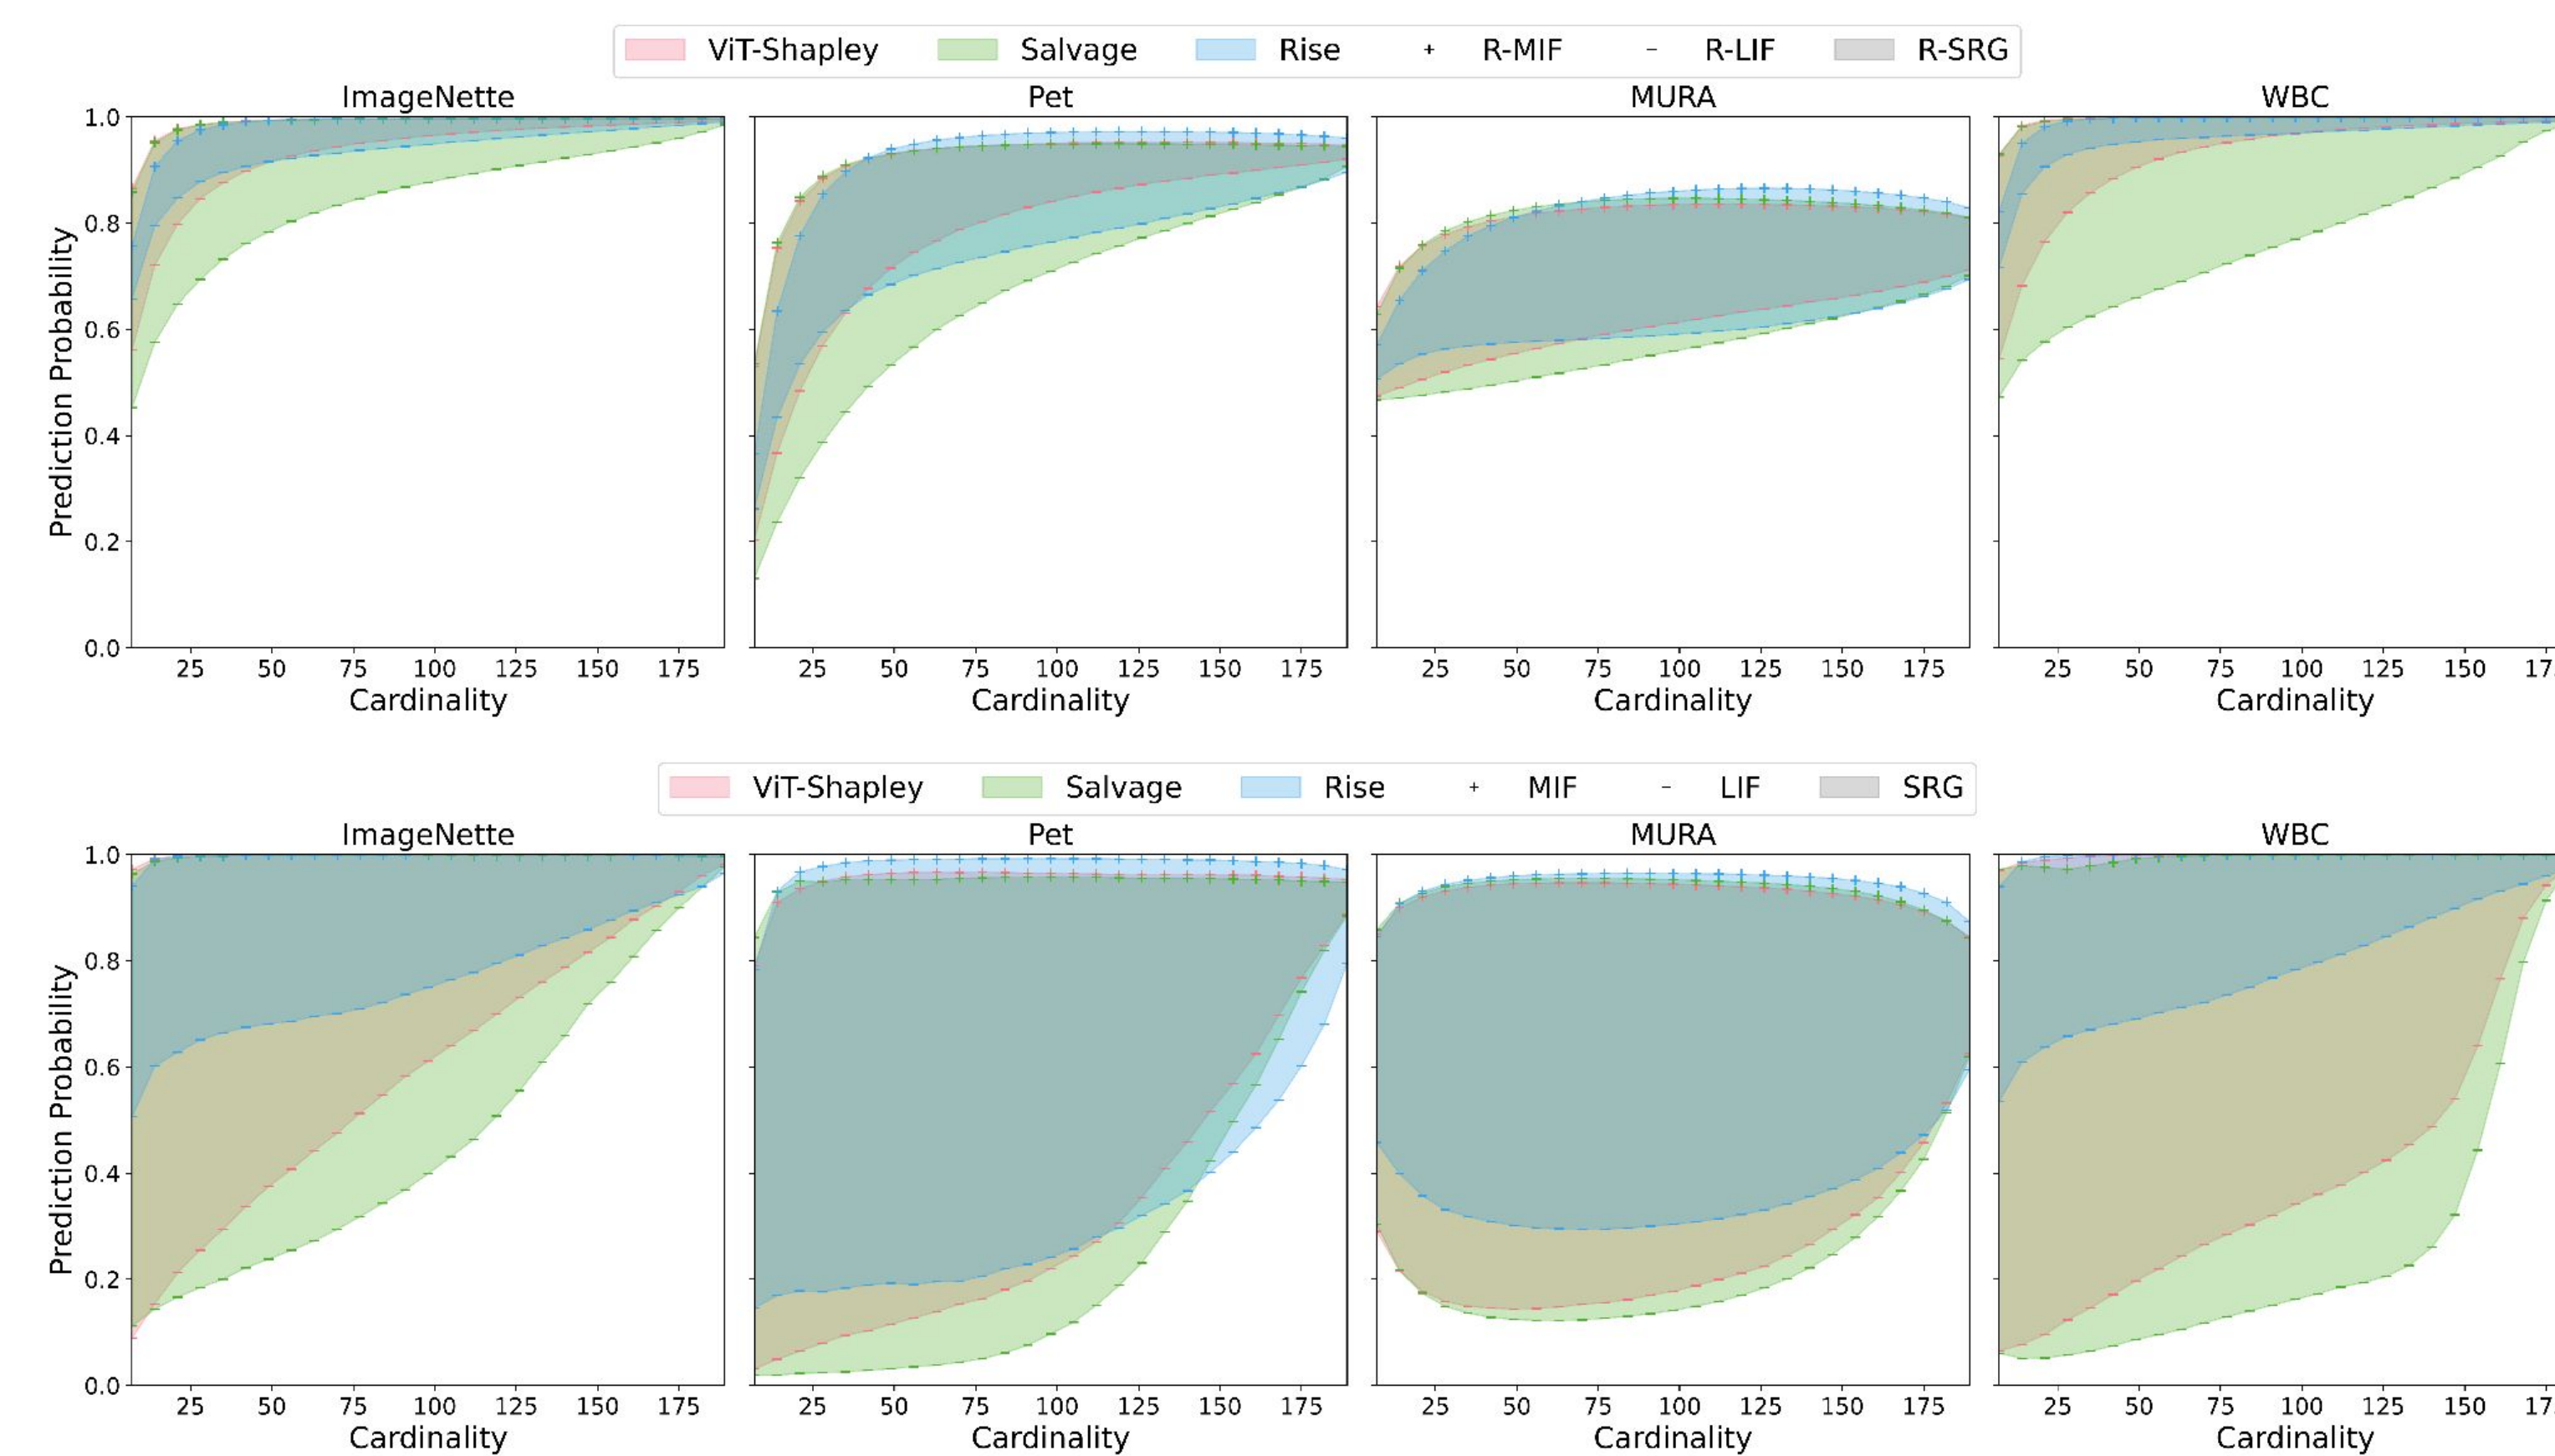 ViT-Shapley Salvage Rise + R-MIF – R-LIF R-SRG
ImageNette Pet MURA WBC
Prediction Probability
1.0
0.8
0.6
0.4
0.2
0.0
25 50 75 100 125 150 175 25 50 75 100 125 150 175 25 50 75 100 125 150 175 25 50 75 100 125 150 17
Cardinality Cardinality Cardinality Cardinality
ViT-Shapley Salvage Rise + MIF – LIF SRG
ImageNette Pet MURA WBC
Prediction Probability
1.0
0.8
0.6
0.4
0.2
0.0
25 50 75 100 125 150 175 25 50 75 100 125 150 175 25 50 75 100 125 150 175 25 50 75 100 125 150 17
Cardinality Cardinality Cardinality Cardinality